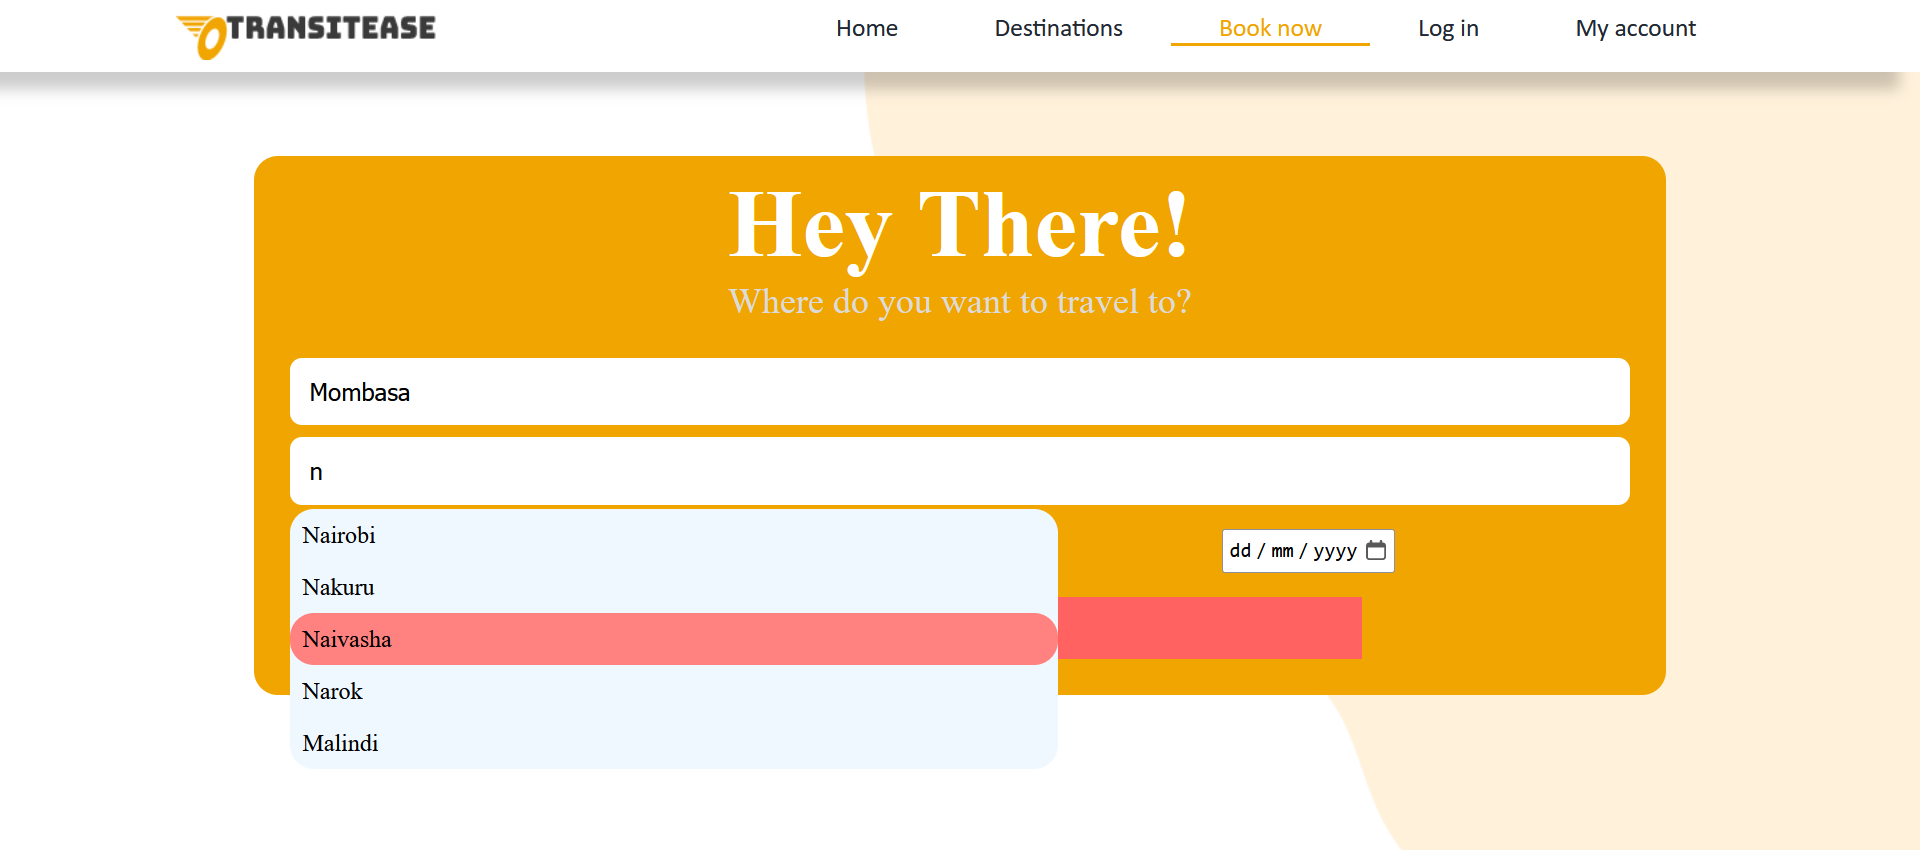 TRANSITEASE
Home Destinations Book now Log in My account
Hey There!
Where do you want to travel to?
Mombasa
n
Nairobi
dd / mm / yyyy
Nakuru
Naivasha
Narok
Malindi